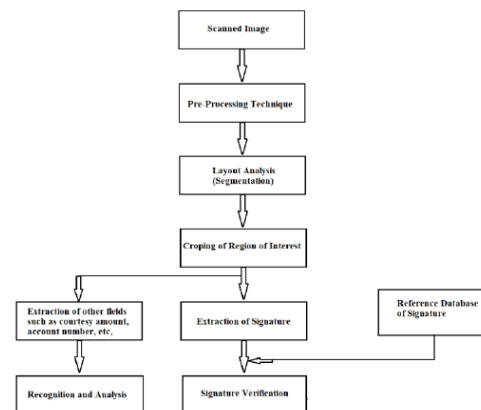 Scanned Image
Pre-Processing Technique
Layout Analysis
(Segmentation)
Croping of Region of Interest
Extraction of other fields
such as courtesy amount,
account number, etc,
Extraction of Signature
Reference Database
of Signature
Recognition and Analysis
Signature Verification